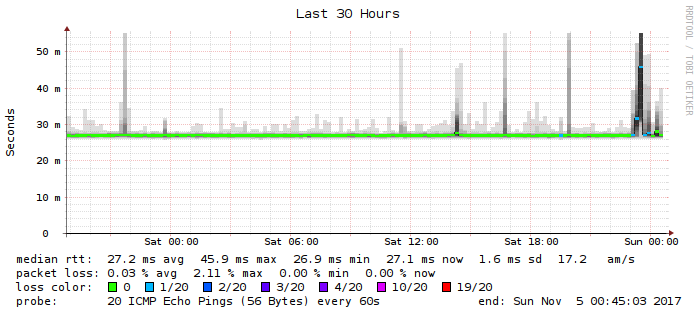 Last 30 Hours
RRDTOOL / TOBI OETIKER
Seconds
50 m
40 m
30 m
20 m
10 m
0
Sat 00:00 Sat 06:00 Sat 12:00 Sat 18:00 Sun 00:00
median rtt: 27.2 ms avg 45.9 ms max 26.9 ms min 27.1 ms now 1.6 ms sd 17.2 am/s
packet loss: 0.03 % avg 2.11 % max 0.00 % min 0.00 % now
loss color: 0 1/20 2/20 3/20 4/20 10/20 19/20
probe: 20 ICMP Echo Pings (56 Bytes) every 60s end: Sun Nov 5 00:45:03 2017